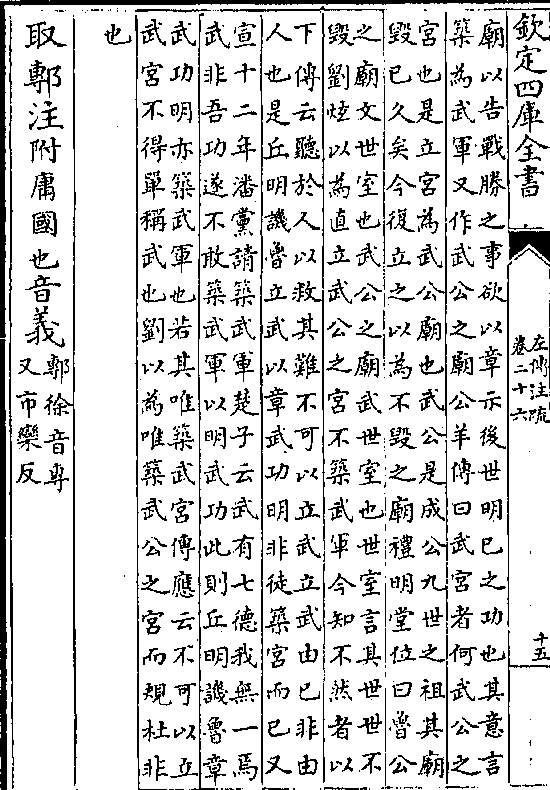 欽定四庫全書
左傳注疏
卷二十六
十五
廟以告戰勝之事欲以章示後世明已之功也其意言
築為武軍又作武公之廟公羊傳曰武宮者何武公之
宮也是立宮為武公廟也武公是成公九世之祖其廟
毀已久矣今復立之以為不毀之廟禮明堂位曰魯公
之廟文世室也武公之廟武世室也世室言其世世不
毀劉炫以為直立武公之宮不築武軍今知不然者以
下傳云聽於人以救其難不可以立武立武由已非由
人也是丘明譏魯立武以章武功明非徒築宮而已又
宣十二年潘黨請築武軍楚子云武有七德我無一焉
武非吾功遂不敢築武軍以明武功此則丘明譏魯章
武功明亦築武軍也若其唯築武宮傳應云不可以立
武宮不得單稱武也劉以為唯築武公之宮而規杜非
也
取鄟注附庸國也音義鄟徐音專
又市臠反